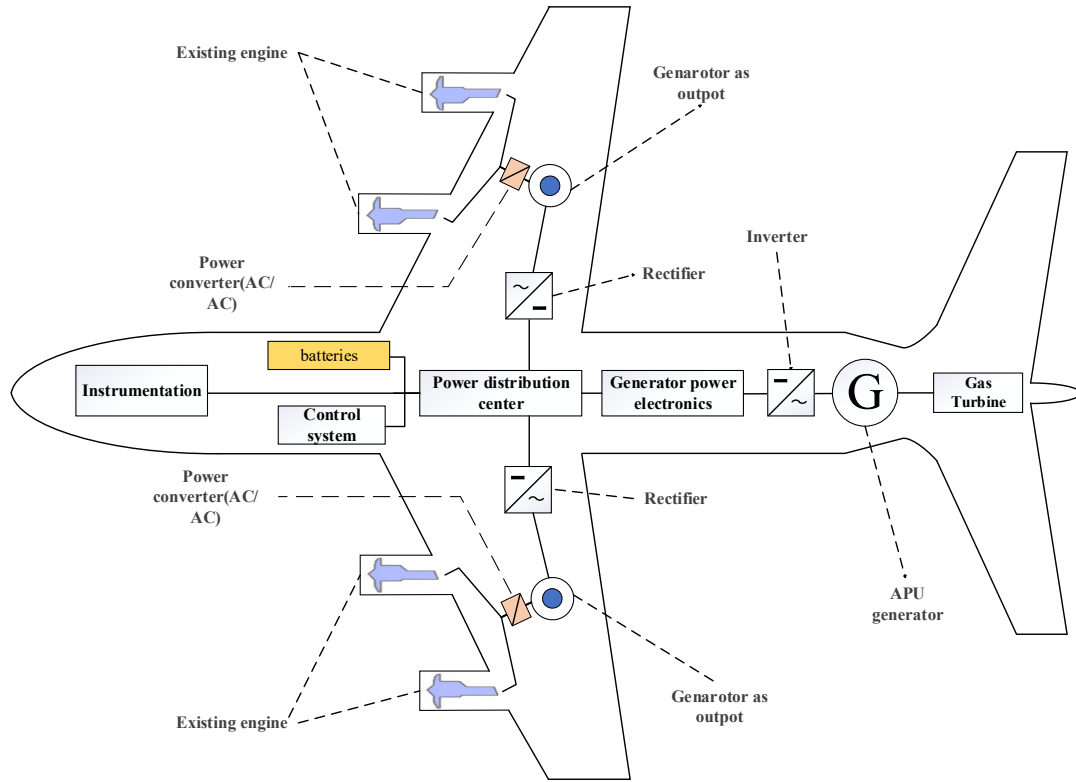 Existing engine
Genarotor as
outpot
Power
converter(AC/
AC)
Rectifier
Inverter
batteries
Instrumentation
Control
system
Power distribution
center
Generator power
electronics
G
Gas
Turbine
Power
converter(AC/
AC)
Rectifier
APU
generator
Existing engine
Genarotor as
outpot